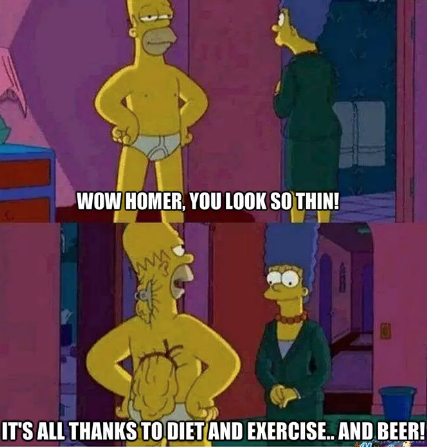 WOW HOMER, YOU LOOK SO THIN!
IT'S ALL THANKS TO DIET AND EXERCISE.. AND BEER!